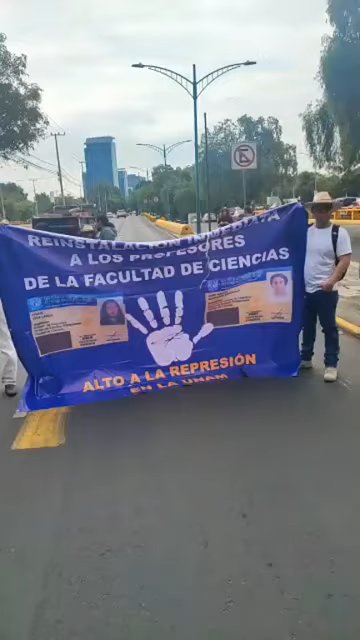 REINSTALACIÓN INMEDIATA
A LOS PROFESORES
DE LA FACULTAD DE CIENCIAS
ALTO A LA REPRESIÓN
EN LA UNAM